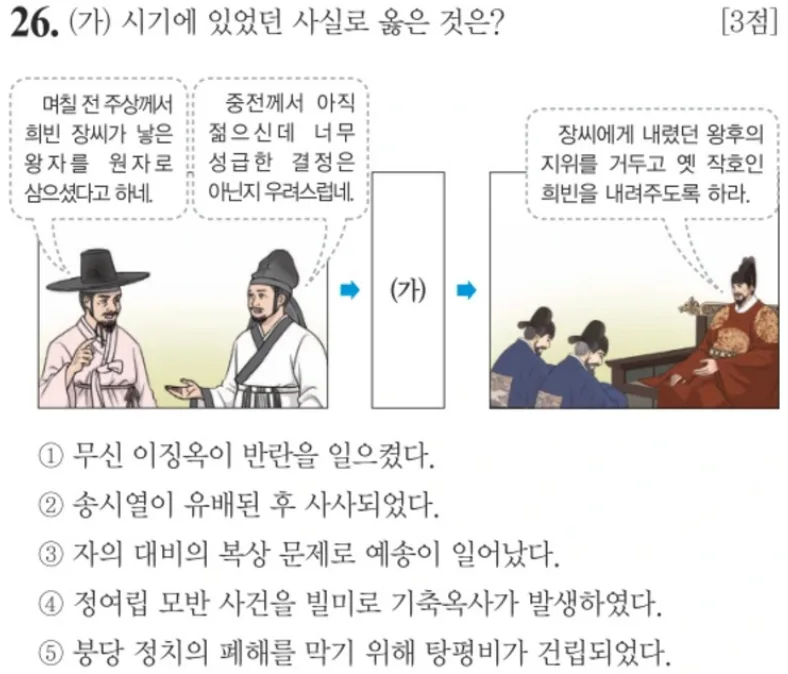 26. (가) 시기에 있었던 사실로 옳은 것은? [3점]
며칠 전 주상께서
희빈 장씨가 낳은
왕자를 원자로
삼으셨다고 하네.
중전께서 아직
젊으신데 너무
성급한 결정은
아닌지 우려스럽네.
(가)
장씨에게 내렸던 왕후의
지위를 거두고 옛 작호인
희빈을 내려주도록 하라.
① 무신 이징옥이 반란을 일으켰다.
② 송시열이 유배된 후 사사되었다.
③ 자의 대비의 복상 문제로 예송이 일어났다.
④ 정여립 모반 사건을 빌미로 기축옥사가 발생하였다.
⑤ 붕당 정치의 폐해를 막기 위해 탕평비가 건립되었다.